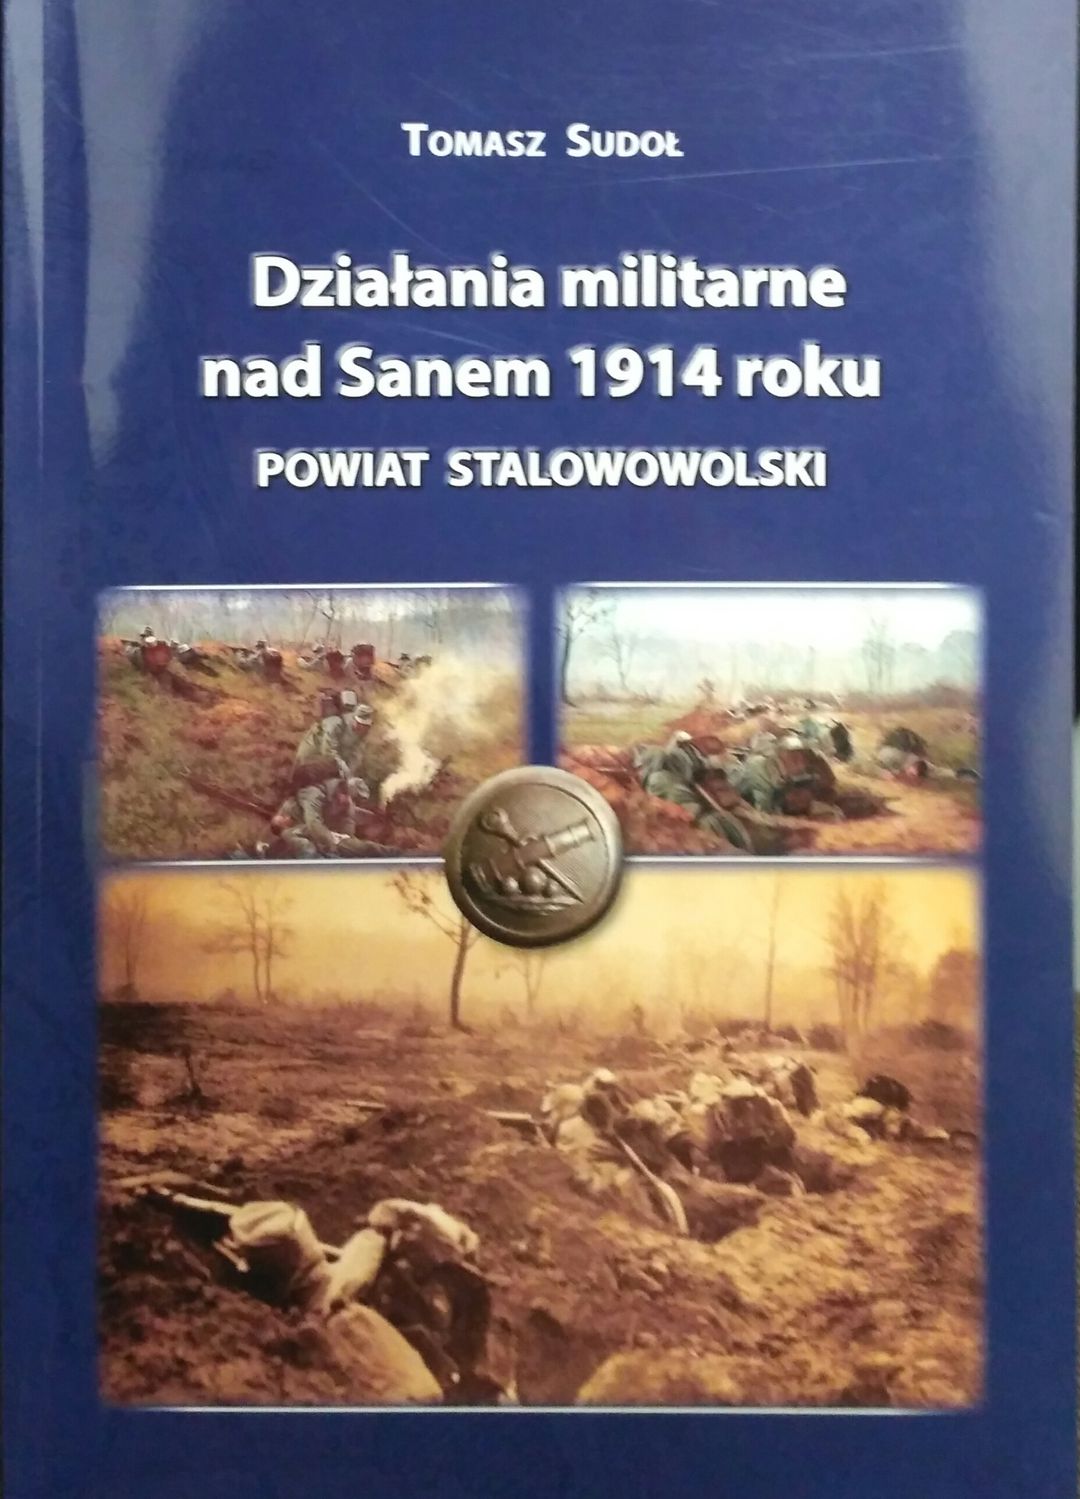 TOMASZ SUDOŁ
Działania militarne
nad Sanem 1914 roku
POWIAT STALOWOWOLSKI